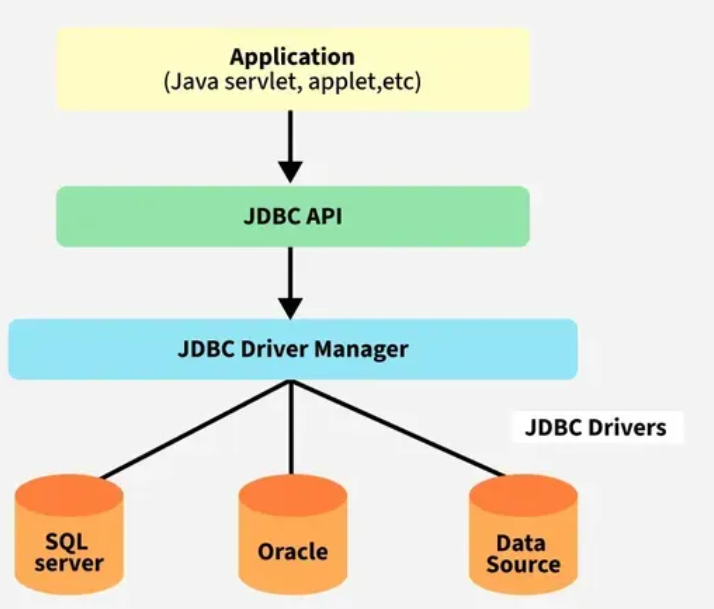 Application
(Java servlet, applet,etc)
JDBC API
JDBC Driver Manager
JDBC Drivers
SQL
server
Oracle
Data
Source